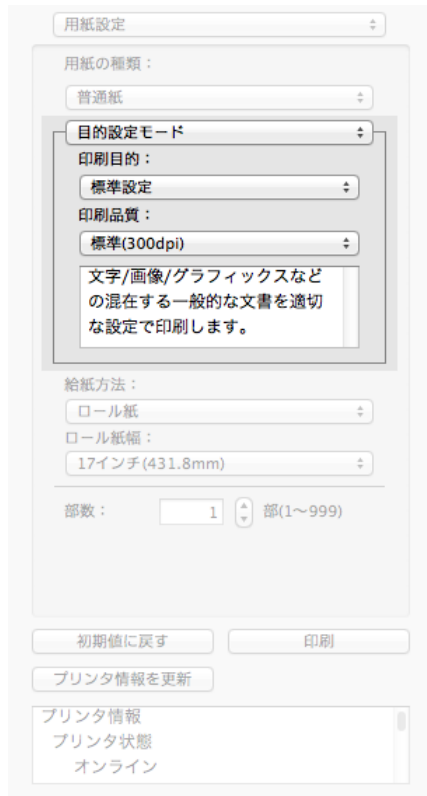 用紙設定
用紙の種類：
普通紙
目的設定モード
印刷目的：
標準設定
印刷品質：
標準(300dpi)
文字/画像/グラフィックスなど
の混在する一般的な文書を適切
な設定で印刷します。
給紙方法：
ロール紙
ロール紙幅：
17インチ(431.8mm)
部数： 1 部(1〜999)
初期値に戻す 印刷
プリンタ情報を更新
プリンタ情報
プリンタ状態
オンライン